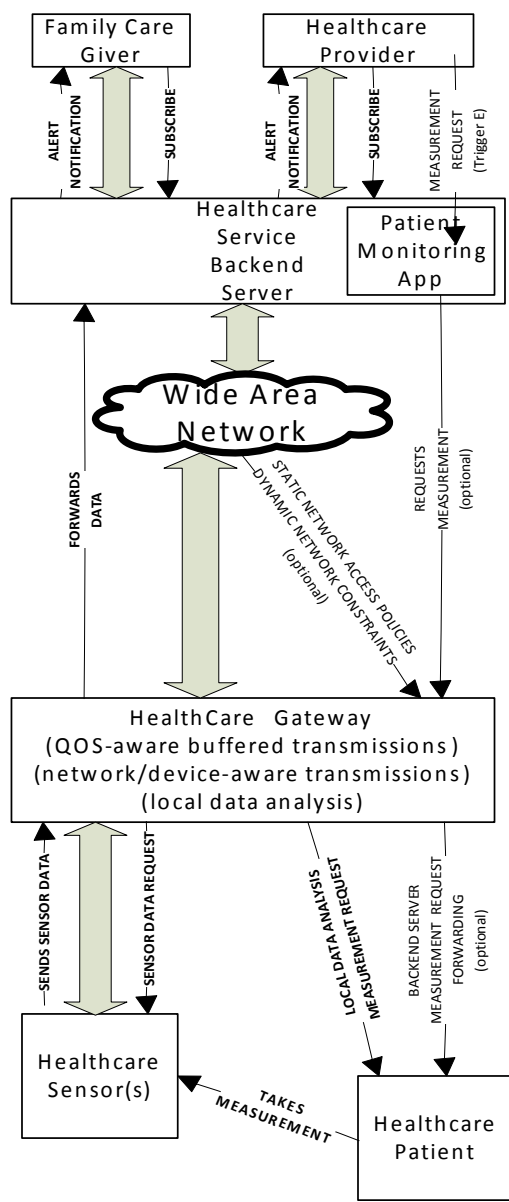 Family Care
Giver
Healthcare
Provider
ALERT
NOTIFICATION
SUBSCRIBE
ALERT
NOTIFICATION
SUBSCRIBE
MEASUREMENT
REQUEST
(Trigger E)
Healthcare
Service
Backend
Server
Patient
Monitoring
App
Wide Area
Network
FORWARDS
DATA
STATIC NETWORK ACCESS POLICIES
DYNAMIC NETWORK CONSTRAINTS
(optional)
REQUESTS
MEASUREMENT
(optional)
HealthCare Gateway
(QOS-aware buffered transmissions)
(network/device-aware transmissions)
(local data analysis)
SENDS SENSOR DATA
SENSOR DATA REQUEST
LOCAL DATA ANALYSIS
MEASUREMENT REQUEST
BACKEND SERVER
MEASUREMENT REQUEST
FORWARDING
(optional)
Healthcare
Sensor(s)
TAKES
MEASUREMENT
Healthcare
Patient